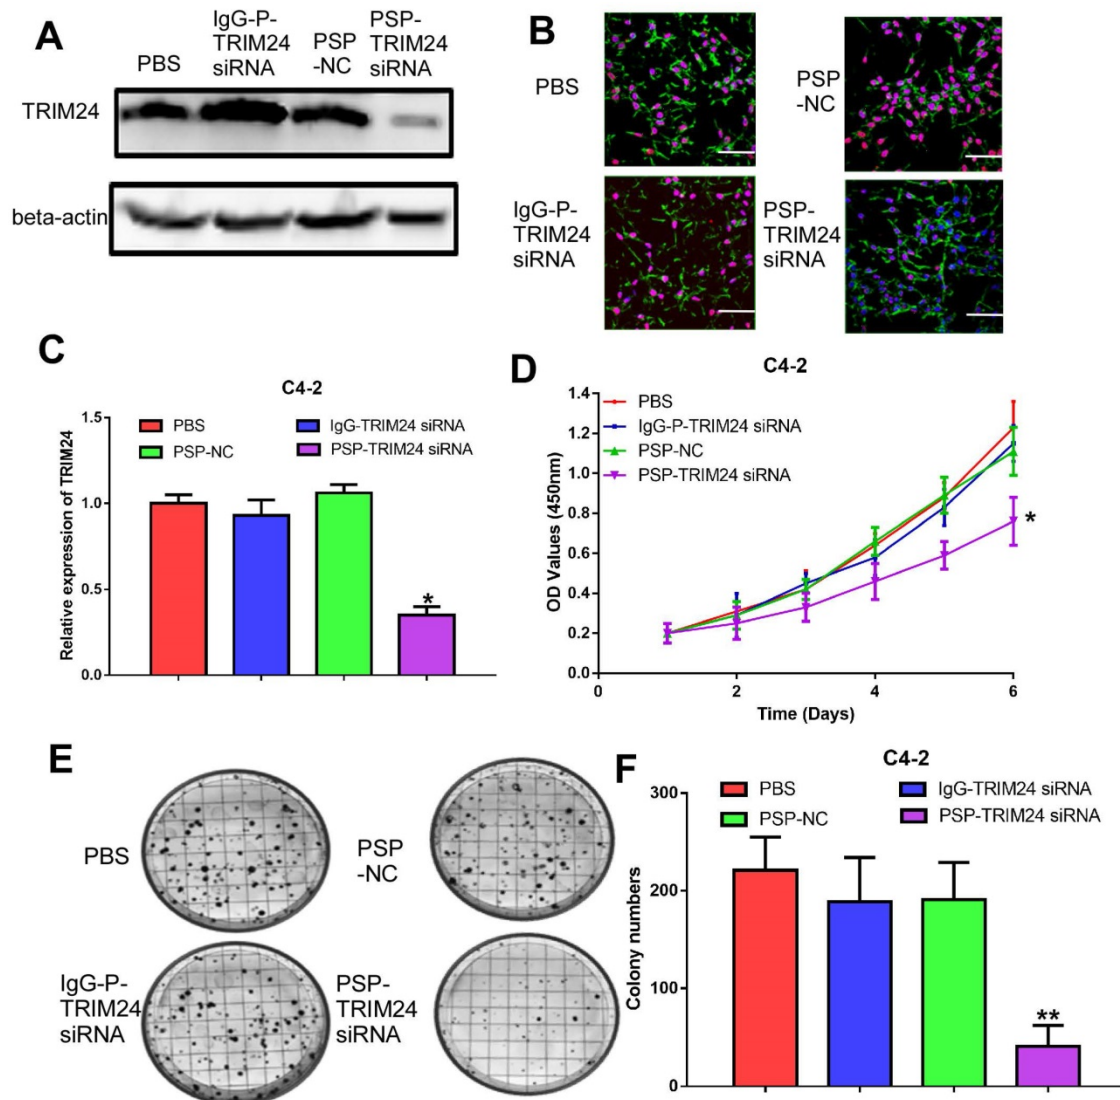 A
PBS
IgG-P-
TRIM24
siRNA
PSP
-NC
PSP-
TRIM24
siRNA
TRIM24
beta-actin
B
PBS
PSP
-NC
IgG-P-
TRIM24
siRNA
PSP-
TRIM24
siRNA
C
C4-2
PBS
IgG-TRIM24 siRNA
PSP-NC
PSP-TRIM24 siRNA
Relative expression of TRIM24
1.5
1.0
0.5
0.0
*
D
C4-2
PBS
IgG-P-TRIM24 siRNA
PSP-NC
PSP-TRIM24 siRNA
OD Values (450nm)
1.4
1.2
1.0
0.8
0.6
0.4
0.2
0.0
*
0
2
4
6
Time (Days)
E
PBS
PSP
-NC
IgG-P-
TRIM24
siRNA
PSP-
TRIM24
siRNA
F
C4-2
PBS
IgG-TRIM24 siRNA
PSP-NC
PSP-TRIM24 siRNA
Colony numbers
300
200
100
0
**